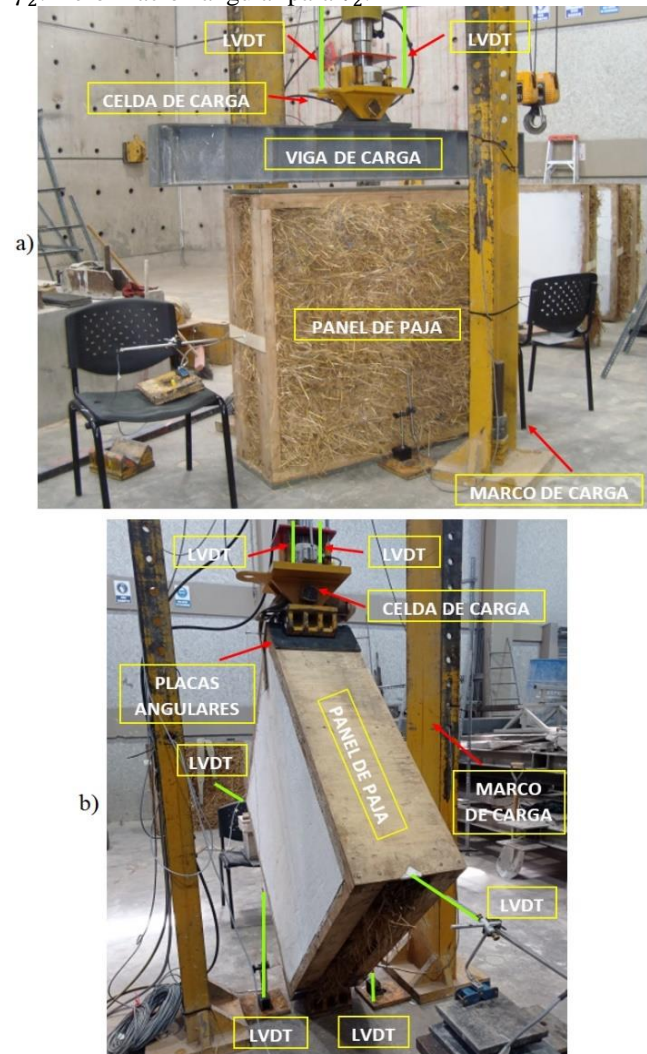 LVDT
LVDT
CELDA DE CARGA
VIGA DE CARGA
a)
PANEL DE PAJA
MARCO DE CARGA
LVDT
LVDT
CELDA DE CARGA
PLACAS
ANGULARES
PANEL DE PAJA
LVDT
MARCO
DE CARGA
b)
LVDT
LVDT
LVDT